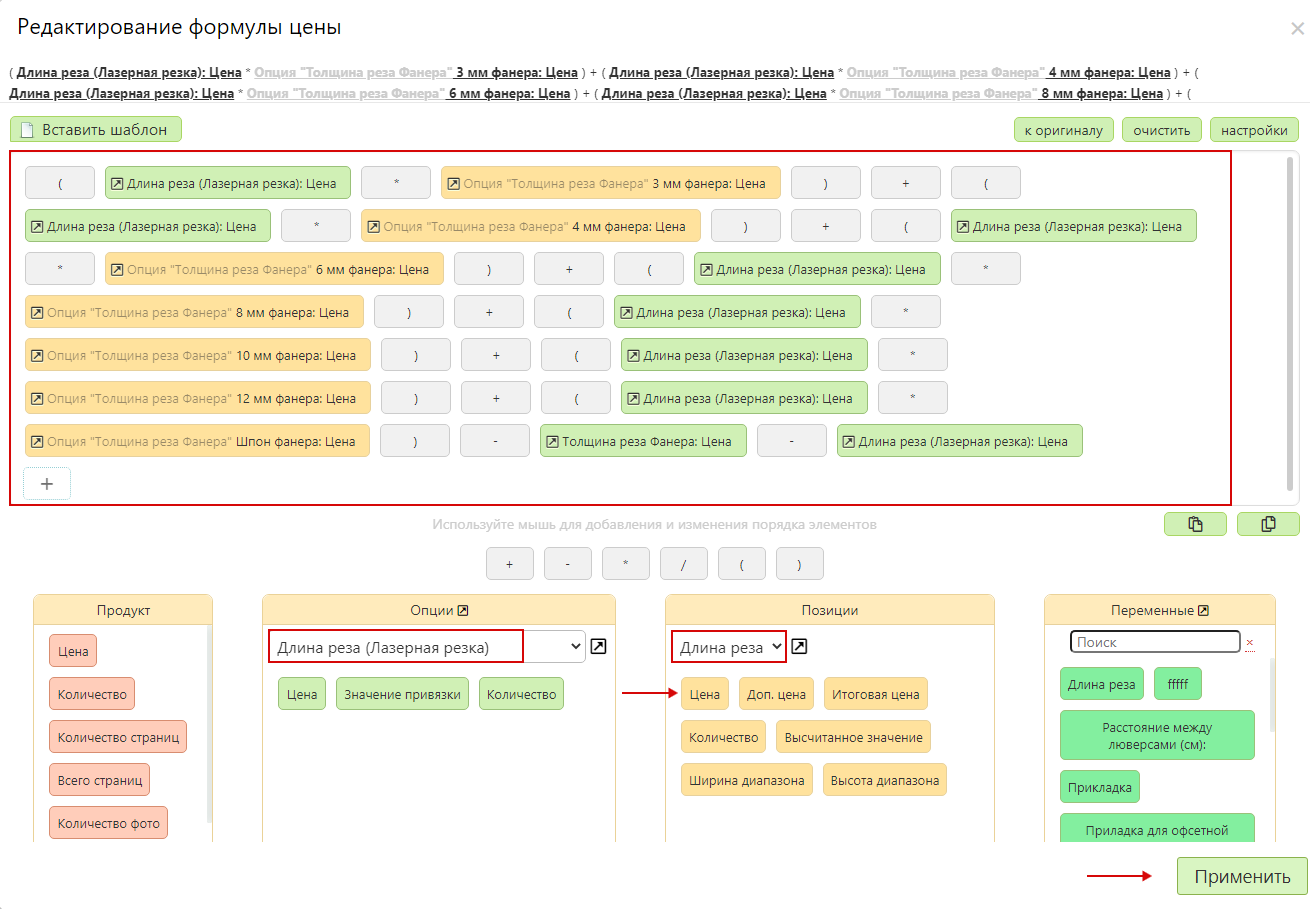 Редактирование формулы цены
×
( Длина реза (Лазерная резка): Цена * Опция "Толщина реза Фанера" 3 мм фанера: Цена ) + ( Длина реза (Лазерная резка): Цена * Опция "Толщина реза Фанера" 4 мм фанера: Цена ) + (
Длина реза (Лазерная резка): Цена * Опция "Толщина реза Фанера" 6 мм фанера: Цена ) + ( Длина реза (Лазерная резка): Цена * Опция "Толщина реза Фанера" 8 мм фанера: Цена ) + (
Вставить шаблон к оригиналу очистить настройки
( Длина реза (Лазерная резка): Цена * Опция "Толщина реза Фанера" 3 мм фанера: Цена ) + (
Длина реза (Лазерная резка): Цена * Опция "Толщина реза Фанера" 4 мм фанера: Цена ) + ( Длина реза (Лазерная резка): Цена
* Опция "Толщина реза Фанера" 6 мм фанера: Цена ) + ( Длина реза (Лазерная резка): Цена *
Опция "Толщина реза Фанера" 8 мм фанера: Цена ) + ( Длина реза (Лазерная резка): Цена *
Опция "Толщина реза Фанера" 10 мм фанера: Цена ) + ( Длина реза (Лазерная резка): Цена *
Опция "Толщина реза Фанера" 12 мм фанера: Цена ) + ( Длина реза (Лазерная резка): Цена *
Опция "Толщина реза Фанера" Шпон фанера: Цена ) - Толщина реза Фанера: Цена - Длина реза (Лазерная резка): Цена
+
Используйте мышь для добавления и изменения порядка элементов
+ - * / ( )
Продукт
Цена
Количество
Количество страниц
Всего страниц
Количество фото
Опции
Длина реза (Лазерная резка)
Цена Значение привязки Количество
Позиции
Длина реза
Цена Доп. цена Итоговая цена
Количество Высчитанное значение
Ширина диапазона Высота диапазона
Переменные
Поиск ×
Длина реза fffff
Расстояние между
люверсами (см):
Прикладка
Приладка для офсетной
Применить